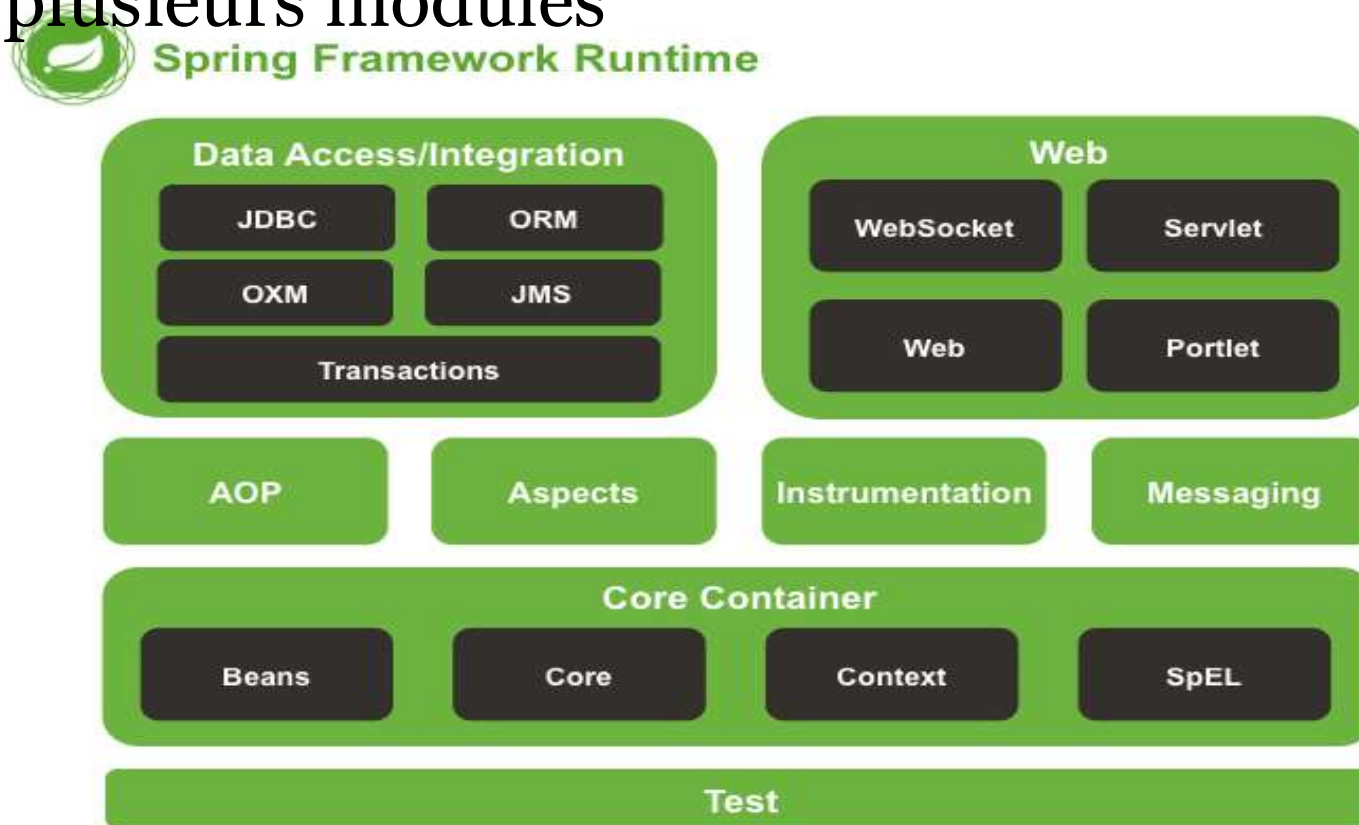 plusieurs modules
Spring Framework Runtime
Data Access/Integration
JDBC ORM
OXM JMS
Transactions
Web
WebSocket Servlet
Web Portlet
AOP Aspects Instrumentation Messaging
Core Container
Beans Core Context SpEL
Test